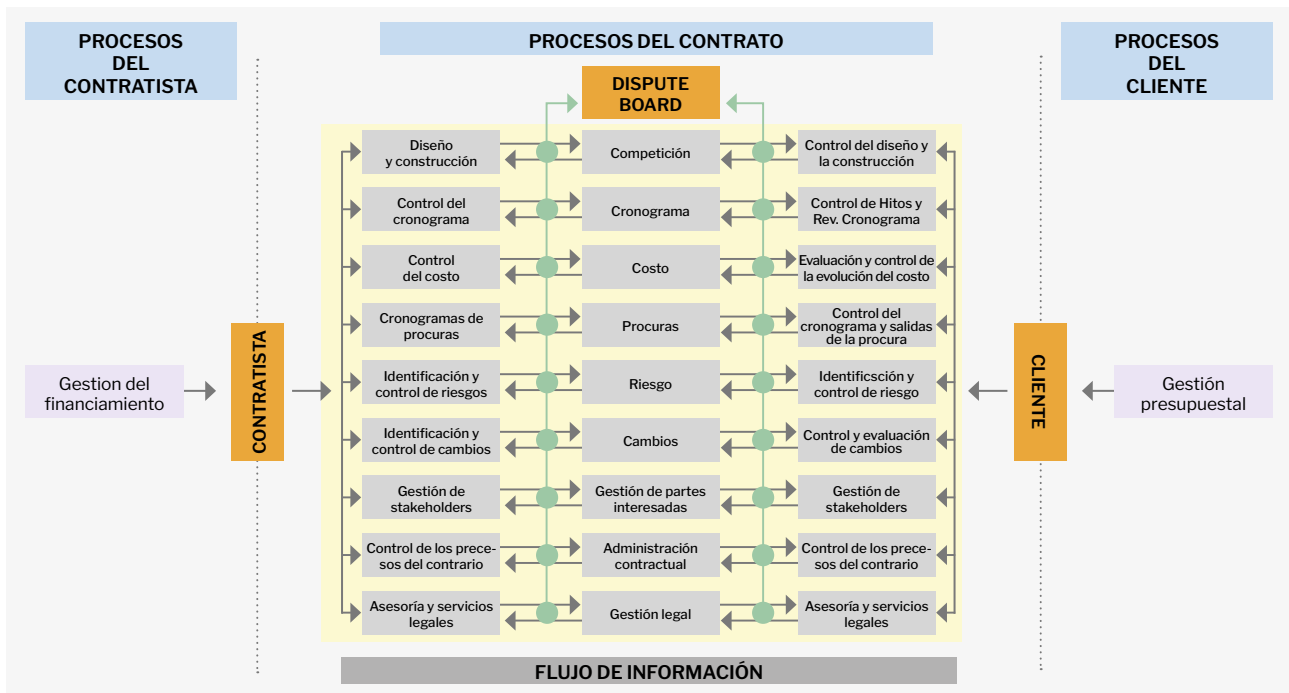 PROCESOS
DEL
CONTRATISTA
PROCESOS DEL CONTRATO
PROCESOS
DEL
CLIENTE
DISPUTE
BOARD
Diseño
y construcción
Competición
Control del diseño y
la construcción
Control del
cronograma
Cronograma
Control de Hitos y
Rev. Cronograma
Control
del costo
Costo
Evaluación y control de
la evolución del costo
Cronogramas de
procuras
Procuras
Control del
cronograma y salidas
de la procura
Identificación y
control de riesgos
Riesgo
Identificsción y
control de riesgo
Identificación y
control de cambios
Cambios
Control y evaluación
de cambios
Gestión de
stakeholders
Gestión de partes
interesadas
Gestión de
stakeholders
Control de los prece-
sos del contrario
Administración
contractual
Control de los prece-
sos del contrario
Asesoría y servicios
legales
Gestión legal
Asesoría y servicios
legales
Gestion del
financiamiento
CONTRATISTA
CLIENTE
Gestión
presupuestal
FLUJO DE INFORMACIÓN